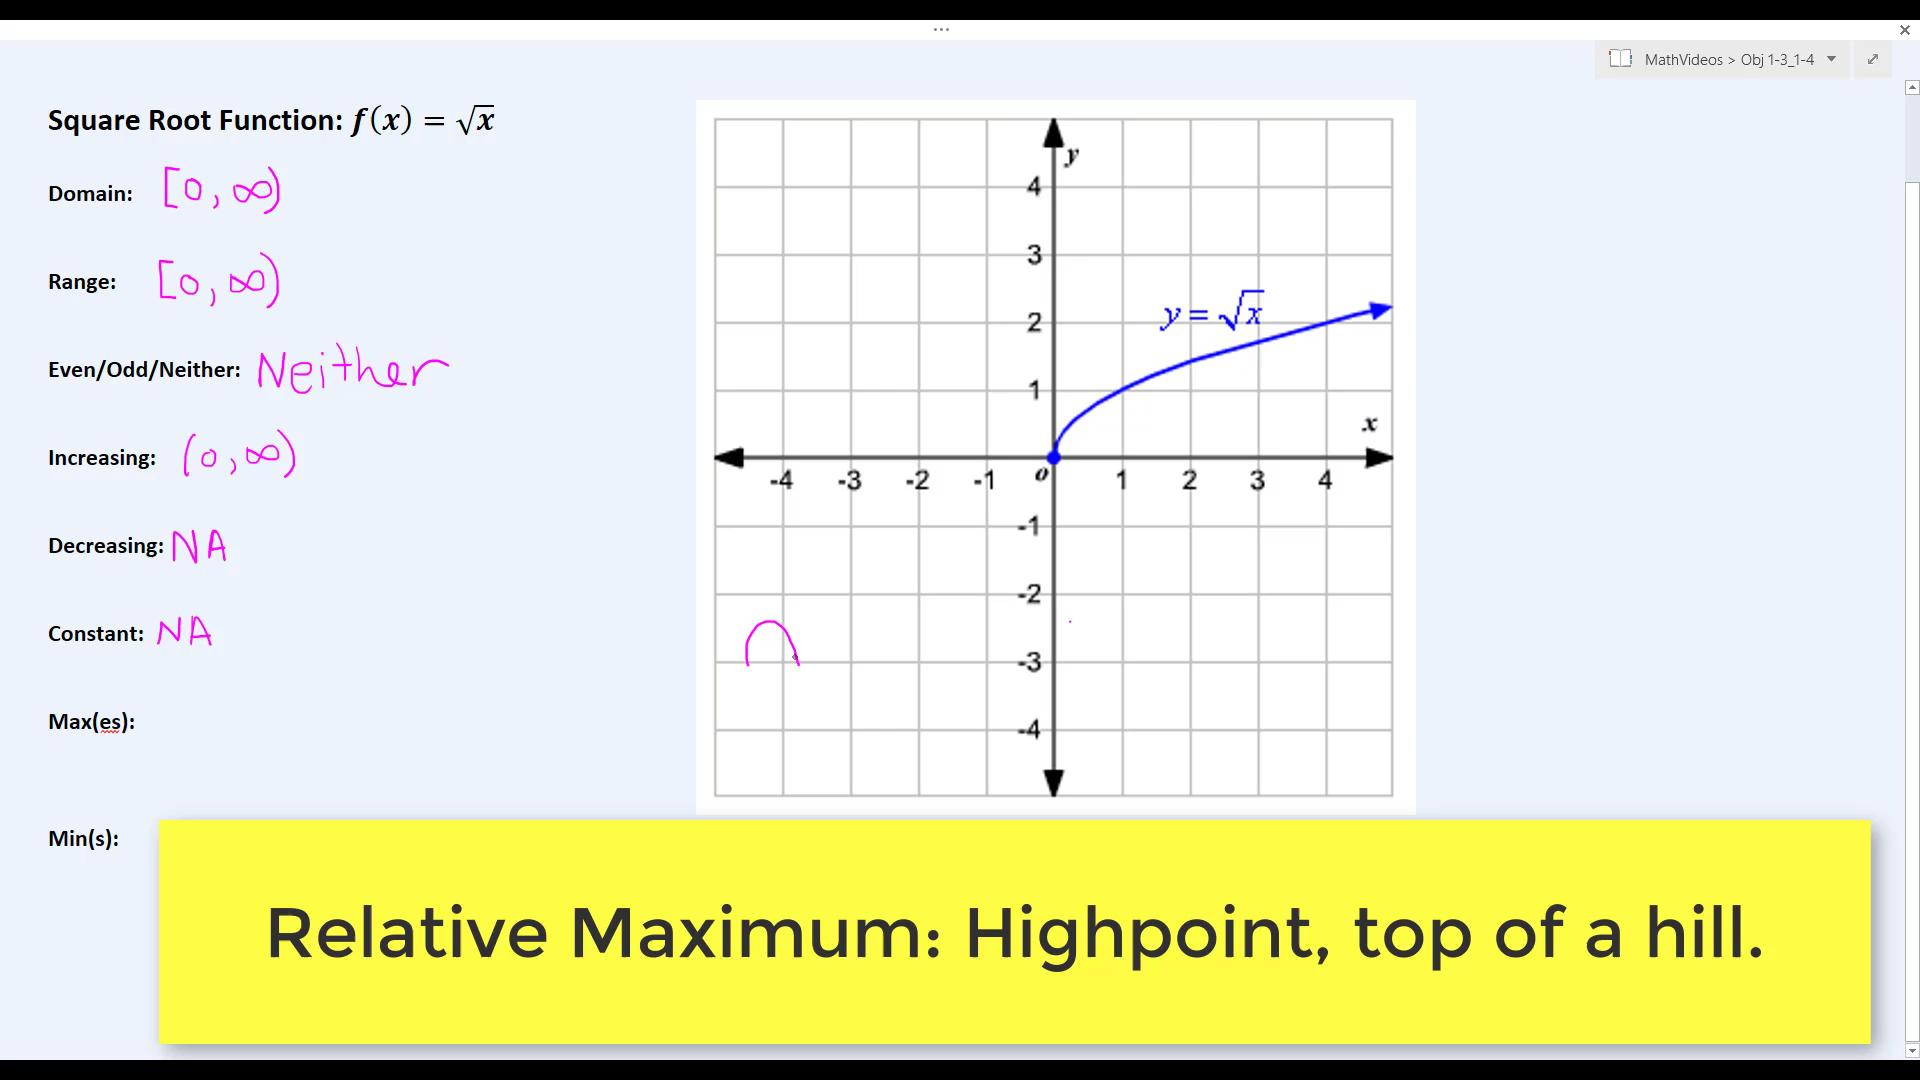 ...
MathVideos > Obj 1-3_1-4
Square Root Function: f(x) = √x
Domain: [0, ∞)
Range: [0, ∞)
Even/Odd/Neither: Neither
Increasing: (0, ∞)
Decreasing: NA
Constant: NA
Max(es):
Min(s):
y
4
3
y = √x
2
1
x
-4 -3 -2 -1 o 1 2 3 4
-1
-2
-3
-4
Relative Maximum: Highpoint, top of a hill.